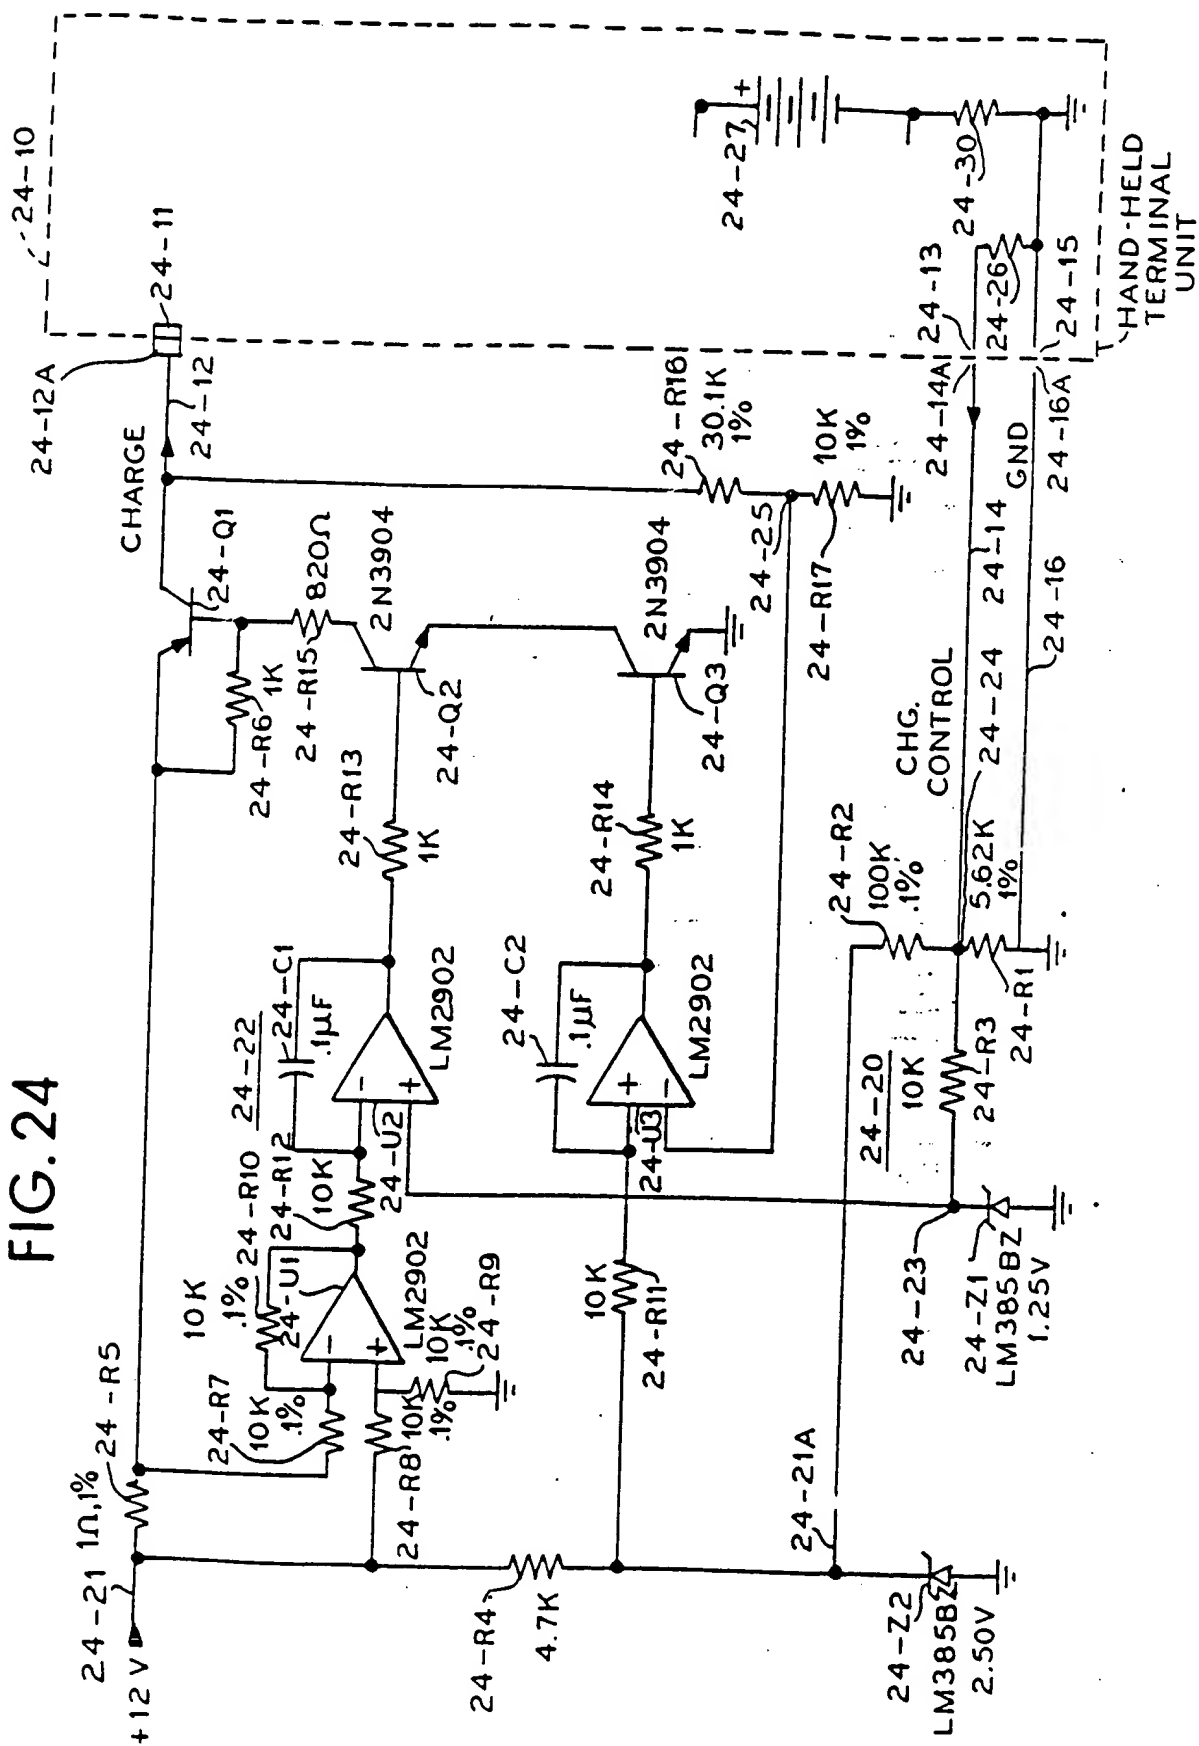 FIG. 24
24-10
24-11
24-12A
24-12
CHARGE
24-Q1
820Ω
2N3904
24-R15
1K
24-R6
24-Q2
24-R13
1K
24-R16
30.1K
1%
10K
1%
24-25
24-R17
2N3904
24-Q3
24-R14
1K
24-27
+
24-30
24-26
24-13
24-15
HAND-HELD
TERMINAL
UNIT
24-14A
24-16A
GND
24-14
24-16
CHG.
CONTROL
24-24
24-R2
100K
.1%
5.62K
1%
24-R1
24-20
10K
24-R3
24-23
24-Z1
LM385BZ
1.25V
24-22
24-C1
.1µF
LM2902
-
+
24-U2
24-C2
.1µF
LM2902
+
-
24-U3
24-R12
10K
24-R10
10K
.1%
24-U1
-
+
LM2902
10K
.1%
24-R9
24-R7
10K
.1%
24-R8
10K
.1%
10K
24-R11
24-R5
1Ω,1%
24-21
+12V
24-R4
4.7K
24-21A
24-Z2
LM385BZ
2.50V